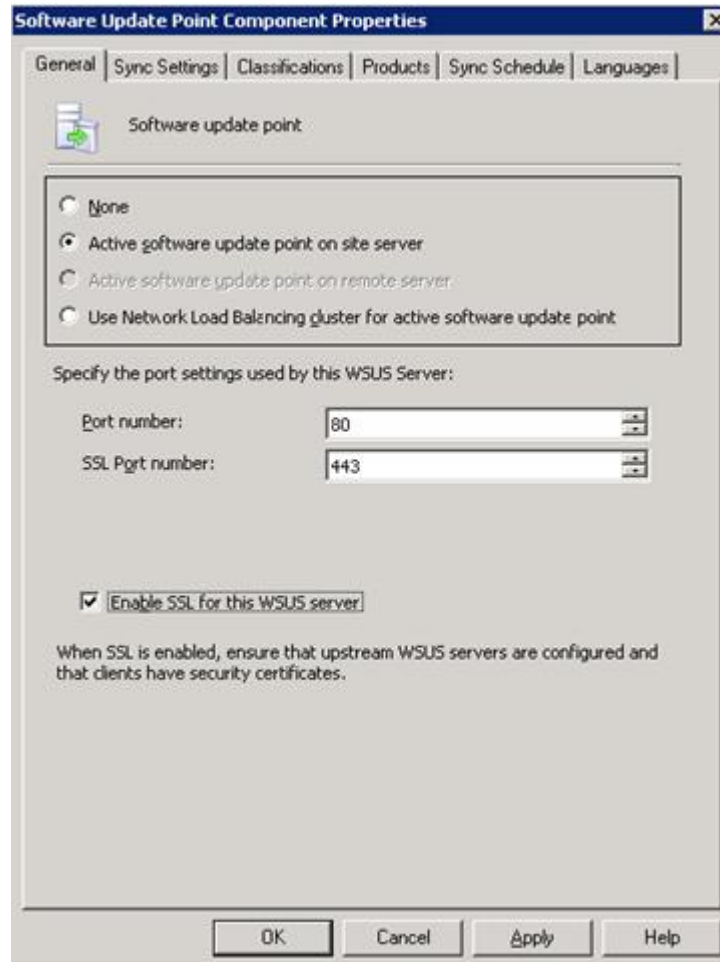 Software Update Point Component Properties
General Sync Settings Classifications Products Sync Schedule Languages
Software update point
None
Active software update point on site server
Active software update point on remote server
Use Network Load Balancing cluster for active software update point
Specify the port settings used by this WSUS Server:
Port number: 80
SSL Port number: 443
Enable SSL for this WSUS server
When SSL is enabled, ensure that upstream WSUS servers are configured and
that clients have security certificates.
OK Cancel Apply Help